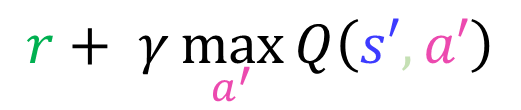 r + γ max Q(s′, a′)
a′